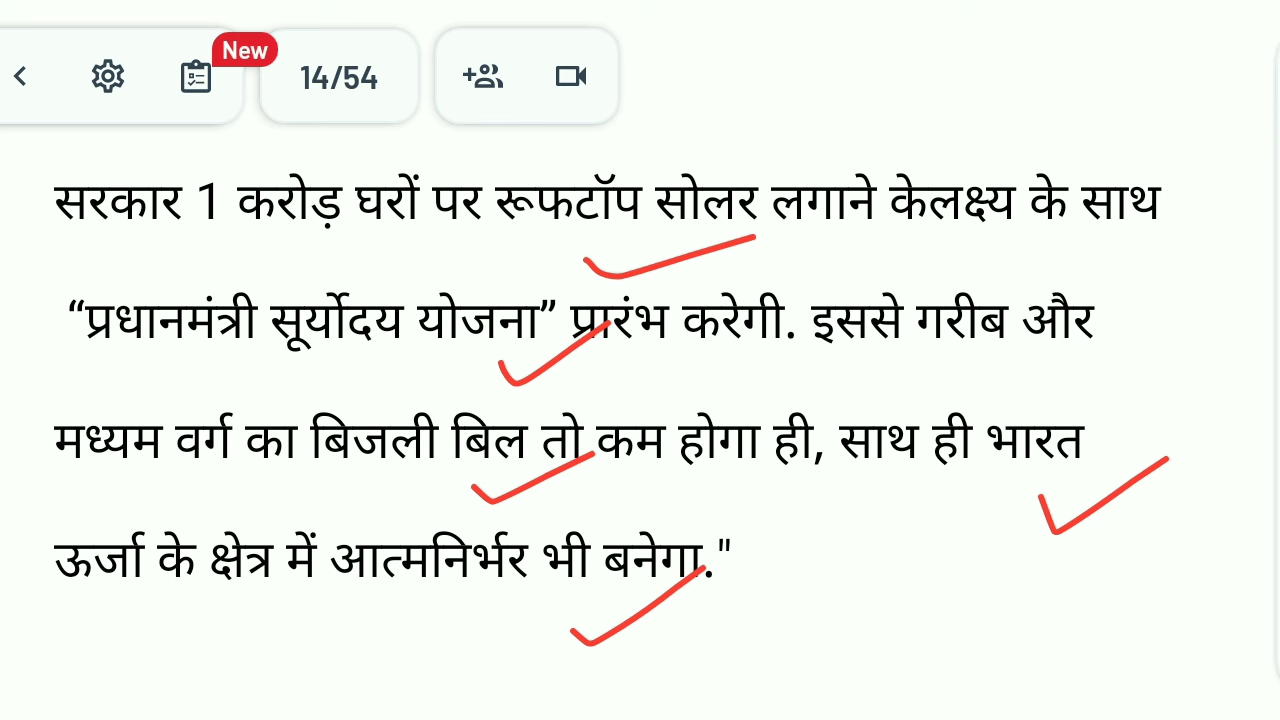 New
14/54
सरकार 1 करोड़ घरों पर रूफटॉप सोलर लगाने केलक्ष्य के साथ
“प्रधानमंत्री सूर्योदय योजना” प्रारंभ करेगी. इससे गरीब और
मध्यम वर्ग का बिजली बिल तो कम होगा ही, साथ ही भारत
ऊर्जा के क्षेत्र में आत्मनिर्भर भी बनेगा."